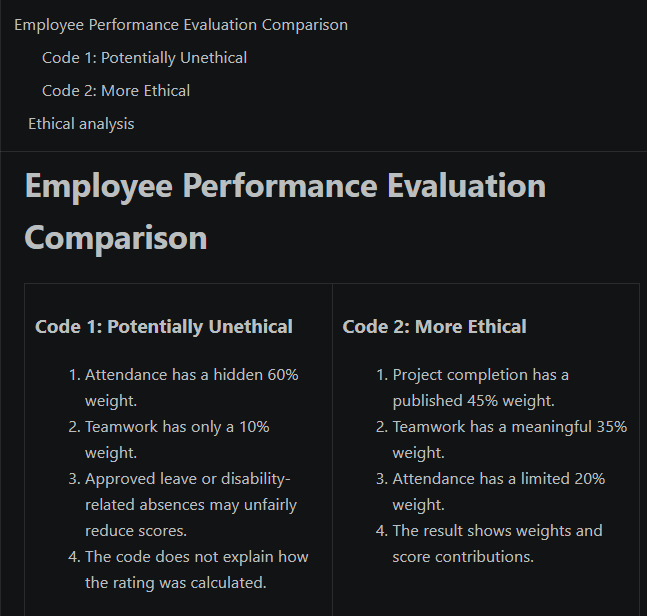 Employee Performance Evaluation Comparison
Code 1: Potentially Unethical
Code 2: More Ethical
Ethical analysis
Employee Performance Evaluation
Comparison
Code 1: Potentially Unethical
1. Attendance has a hidden 60%
weight.
2. Teamwork has only a 10%
weight.
3. Approved leave or disability-
related absences may unfairly
reduce scores.
4. The code does not explain how
the rating was calculated.
Code 2: More Ethical
1. Project completion has a
published 45% weight.
2. Teamwork has a meaningful 35%
weight.
3. Attendance has a limited 20%
weight.
4. The result shows weights and
score contributions.